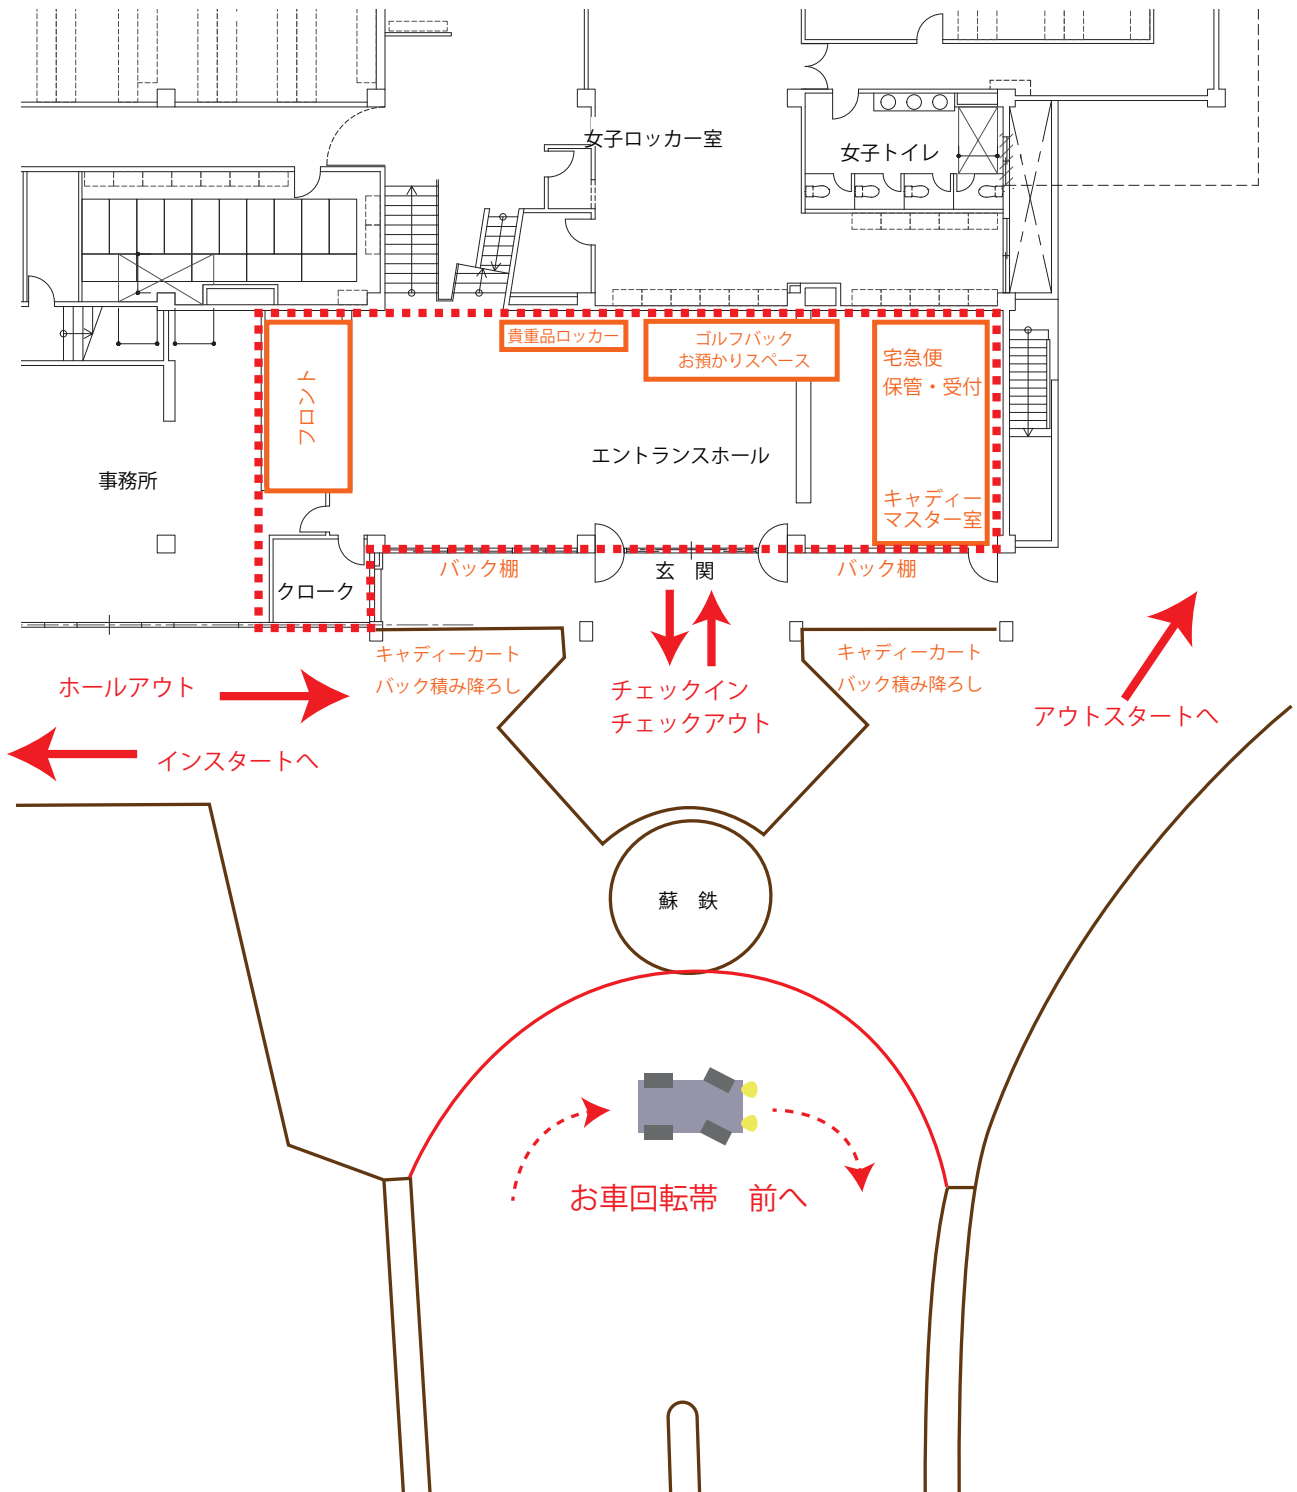 女子ロッカー室
女子トイレ
貴重品ロッカー
ゴルフバック
お預かりスペース
宅急便
保管・受付
フロント
エントランスホール
事務所
キャディー
マスター室
バック棚
玄　関
バック棚
クローク
キャディーカート
バック積み降ろし
キャディーカート
バック積み降ろし
ホールアウト
チェックイン
チェックアウト
アウトスタートへ
インスタートへ
蘇　鉄
お車回転帯　前へ